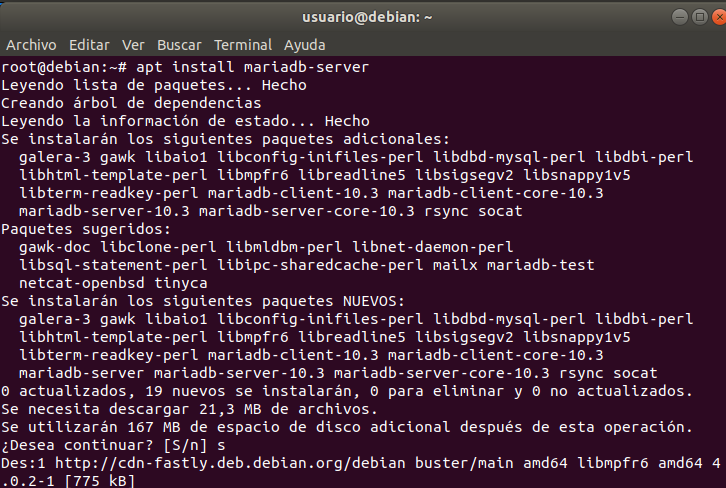 usuario@debian: ~
Archivo Editar Ver Buscar Terminal Ayuda
root@debian:~# apt install mariadb-server
Leyendo lista de paquetes... Hecho
Creando árbol de dependencias
Leyendo la información de estado... Hecho
Se instalarán los siguientes paquetes adicionales:
  galera-3 gawk libaio1 libconfig-inifiles-perl libdbd-mysql-perl libdbi-perl
  libhtml-template-perl libmpfr6 libreadline5 libsigsegv2 libsnappy1v5
  libterm-readkey-perl mariadb-client-10.3 mariadb-client-core-10.3
  mariadb-server-10.3 mariadb-server-core-10.3 rsync socat
Paquetes sugeridos:
  gawk-doc libclone-perl libmldbm-perl libnet-daemon-perl
  libsql-statement-perl libipc-sharedcache-perl mailx mariadb-test
  netcat-openbsd tinyca
Se instalarán los siguientes paquetes NUEVOS:
  galera-3 gawk libaio1 libconfig-inifiles-perl libdbd-mysql-perl libdbi-perl
  libhtml-template-perl libmpfr6 libreadline5 libsigsegv2 libsnappy1v5
  libterm-readkey-perl mariadb-client-10.3 mariadb-client-core-10.3
  mariadb-server mariadb-server-10.3 mariadb-server-core-10.3 rsync socat
0 actualizados, 19 nuevos se instalarán, 0 para eliminar y 0 no actualizados.
Se necesita descargar 21,3 MB de archivos.
Se utilizarán 167 MB de espacio de disco adicional después de esta operación.
¿Desea continuar? [S/n] s
Des:1 http://cdn-fastly.deb.debian.org/debian buster/main amd64 libmpfr6 amd64 4
.0.2-1 [775 kB]